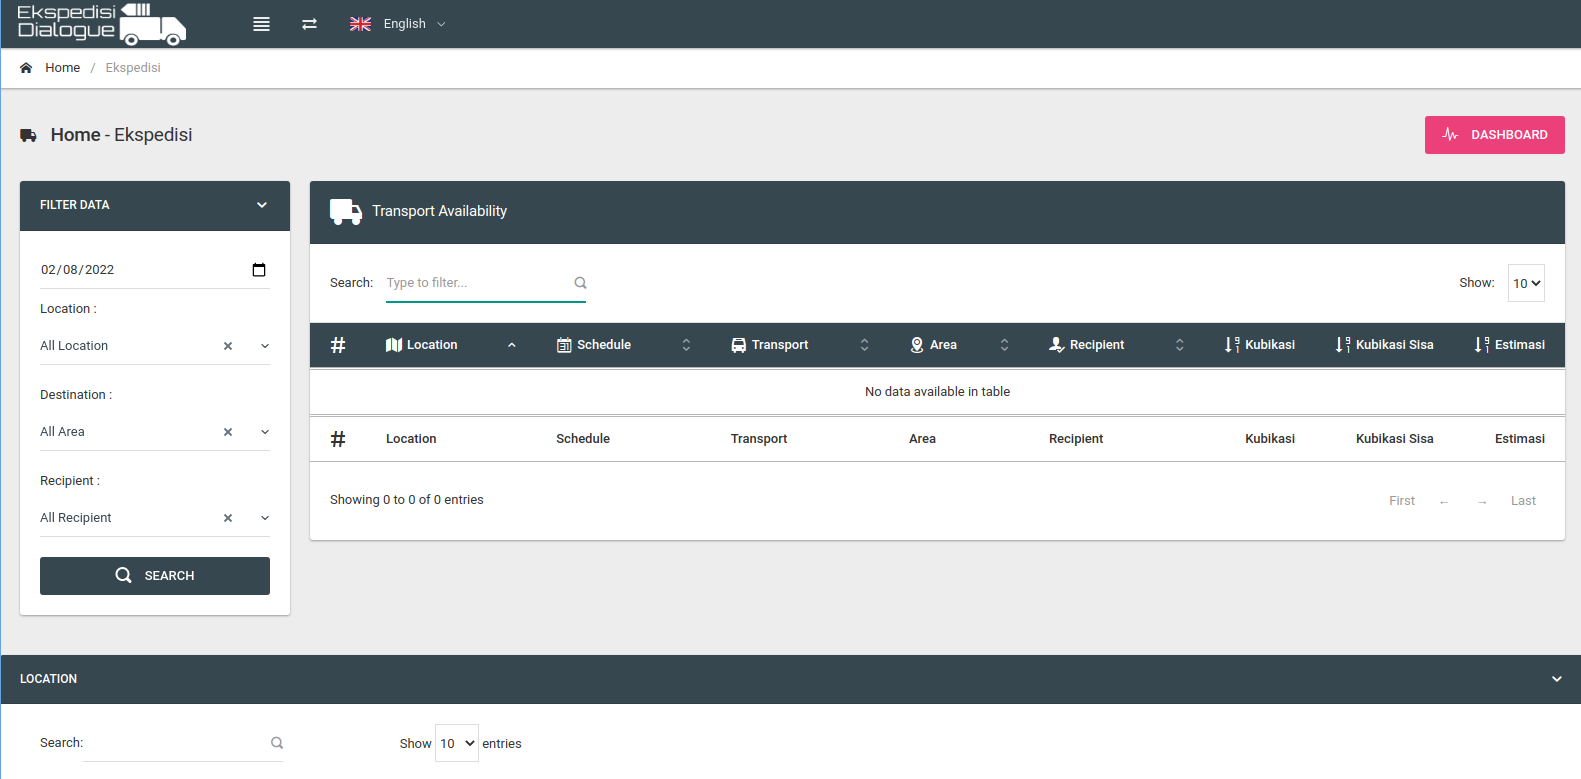 Ekspedisi
Dialogue
English
Home / Ekspedisi
Home - Ekspedisi
DASHBOARD
FILTER DATA
02/08/2022
Location :
All Location
Destination :
All Area
Recipient :
All Recipient
SEARCH
Transport Availability
Search: Type to filter... Show: 10
# Location Schedule Transport Area Recipient Kubikasi Kubikasi Sisa Estimasi
No data available in table
# Location Schedule Transport Area Recipient Kubikasi Kubikasi Sisa Estimasi
Showing 0 to 0 of 0 entries First ← → Last
LOCATION
Search: Show 10 entries